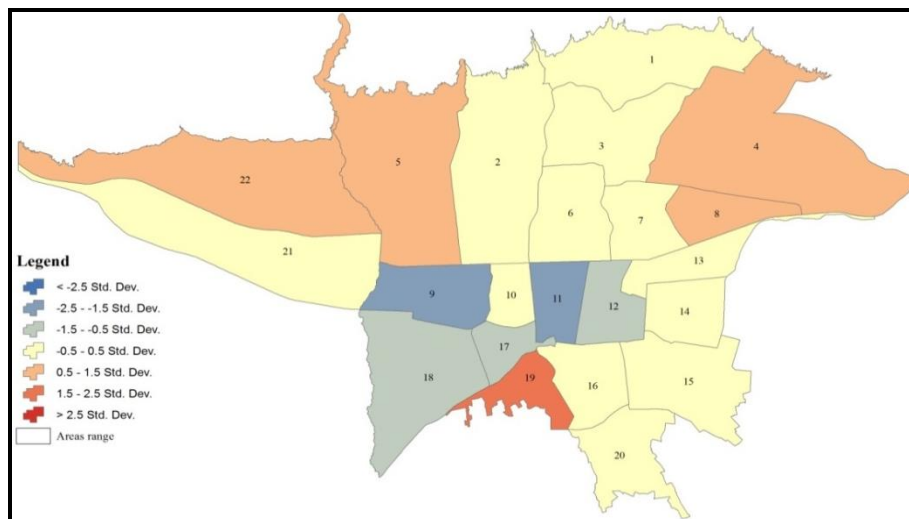 1
3
4
5
2
22
6
7
8
21
13
Legend
< -2.5 Std. Dev.
-2.5 - -1.5 Std. Dev.
-1.5 - -0.5 Std. Dev.
-0.5 - 0.5 Std. Dev.
0.5 - 1.5 Std. Dev.
1.5 - 2.5 Std. Dev.
> 2.5 Std. Dev.
Areas range
9
10
11
12
14
17
18
19
16
15
20